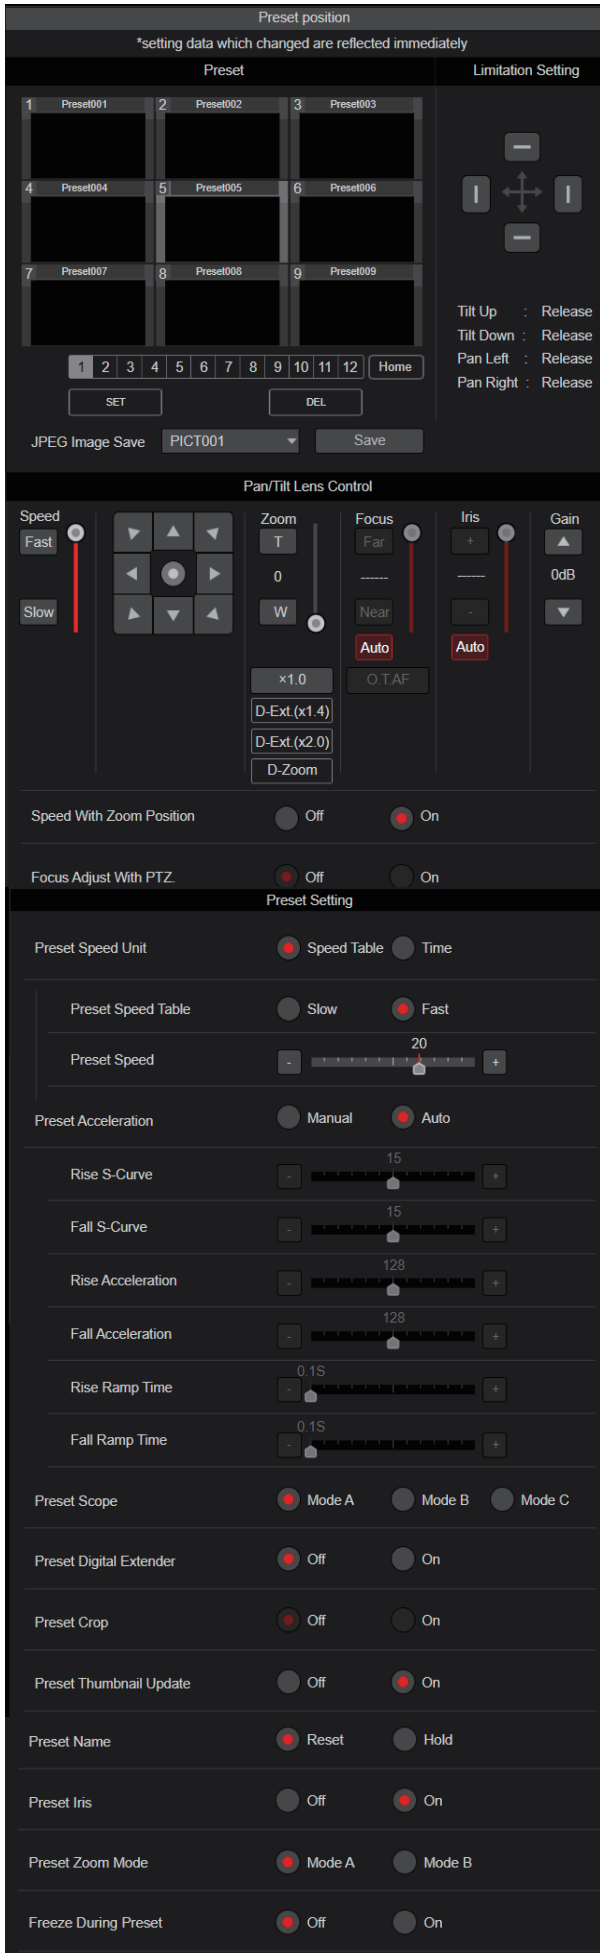 Preset position
*setting data which changed are reflected immediately
Preset Limitation Setting
1 Preset001 2 Preset002 3 Preset003
4 Preset004 5 Preset005 6 Preset006
7 Preset007 8 Preset008 9 Preset009
Tilt Up : Release
Tilt Down : Release
Pan Left : Release
Pan Right : Release
1 2 3 4 5 6 7 8 9 10 11 12 Home
SET DEL
JPEG Image Save PICT001 Save
Pan/Tilt Lens Control
Speed Zoom Focus Iris Gain
Fast T Far +
0 ------ ------ 0dB
Slow W Near -
Auto Auto
×1.0 O.T.AF
D-Ext.(x1.4)
D-Ext.(x2.0)
D-Zoom
Speed With Zoom Position Off On
Focus Adjust With PTZ. Off On
Preset Setting
Preset Speed Unit Speed Table Time
Preset Speed Table Slow Fast
20
Preset Speed - +
Preset Acceleration Manual Auto
15
Rise S-Curve - +
15
Fall S-Curve - +
128
Rise Acceleration - +
128
Fall Acceleration - +
0.1S
Rise Ramp Time - +
0.1S
Fall Ramp Time - +
Preset Scope Mode A Mode B Mode C
Preset Digital Extender Off On
Preset Crop Off On
Preset Thumbnail Update Off On
Preset Name Reset Hold
Preset Iris Off On
Preset Zoom Mode Mode A Mode B
Freeze During Preset Off On